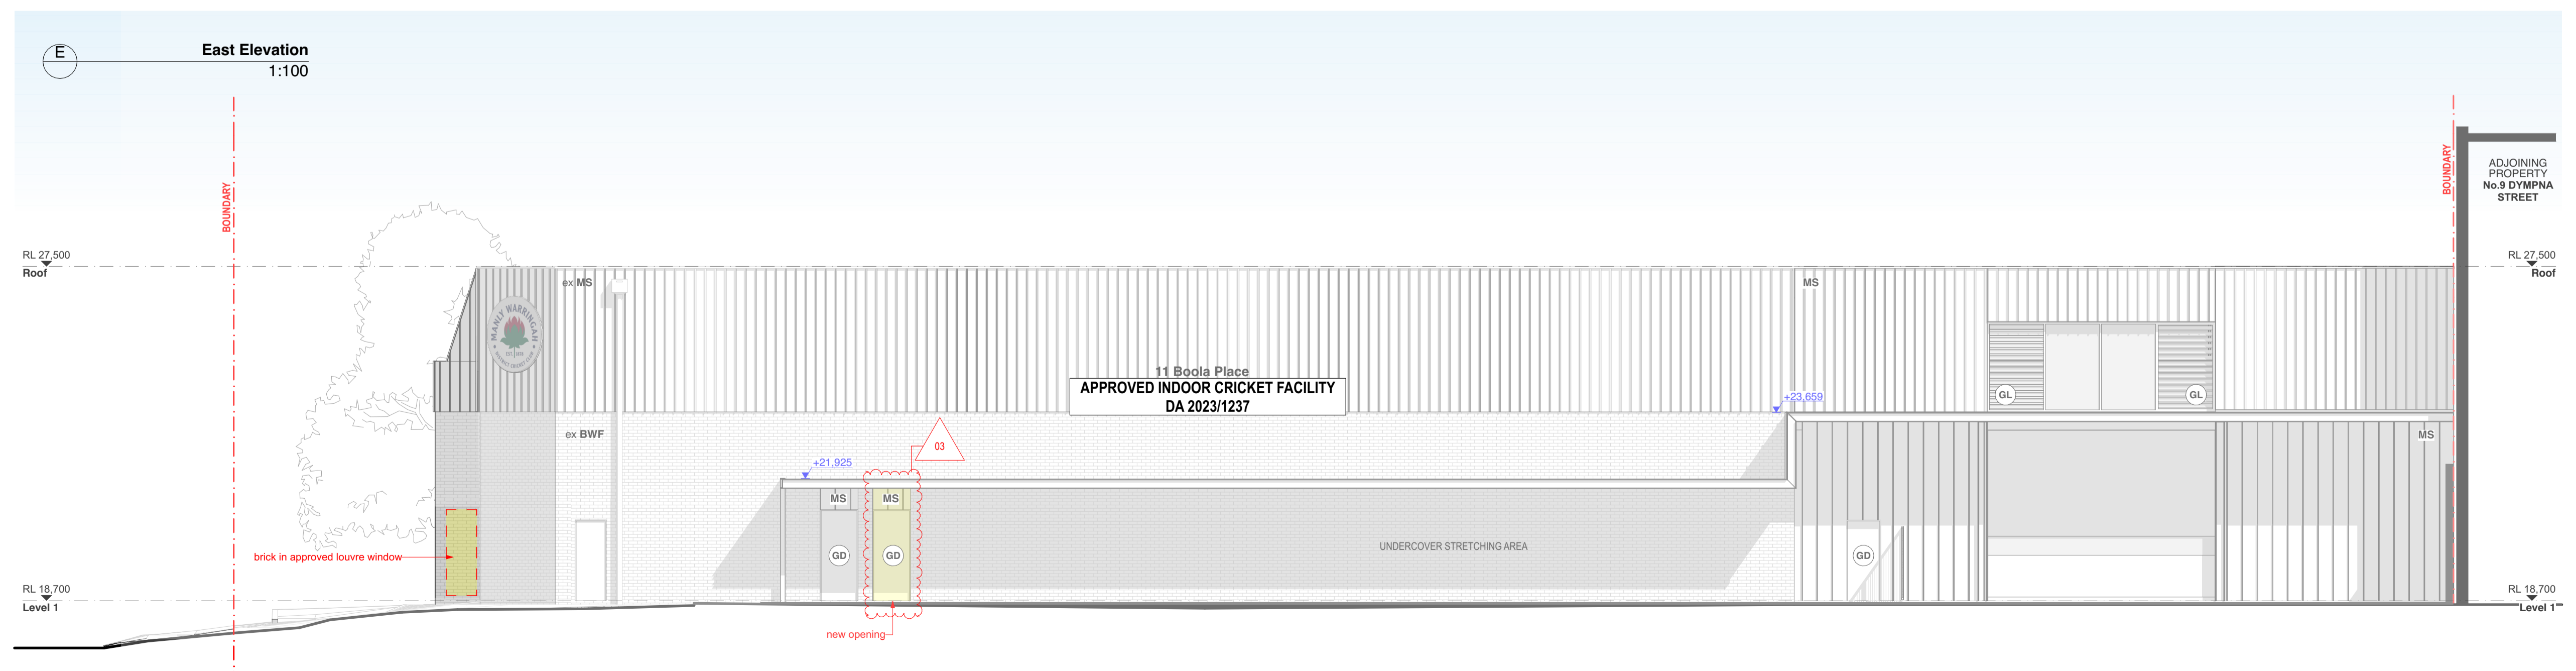 E
East Elevation
1:100
BOUNDARY
BOUNDARY
ADJOINING
PROPERTY
No.9 DYMPNA
STREET
RL 27,500
Roof
RL 27,500
Roof
ex MS
MS
MANLY WARRINGAH
11 Boola Place
APPROVED INDOOR CRICKET FACILITY
DA 2023/1237
+23,659
GL
GL
ex BWF
MS
03
+21,925
MS
MS
GD
GD
UNDERCOVER STRETCHING AREA
GD
brick in approved louvre window
RL 18,700
Level 1
RL 18,700
Level 1
new opening